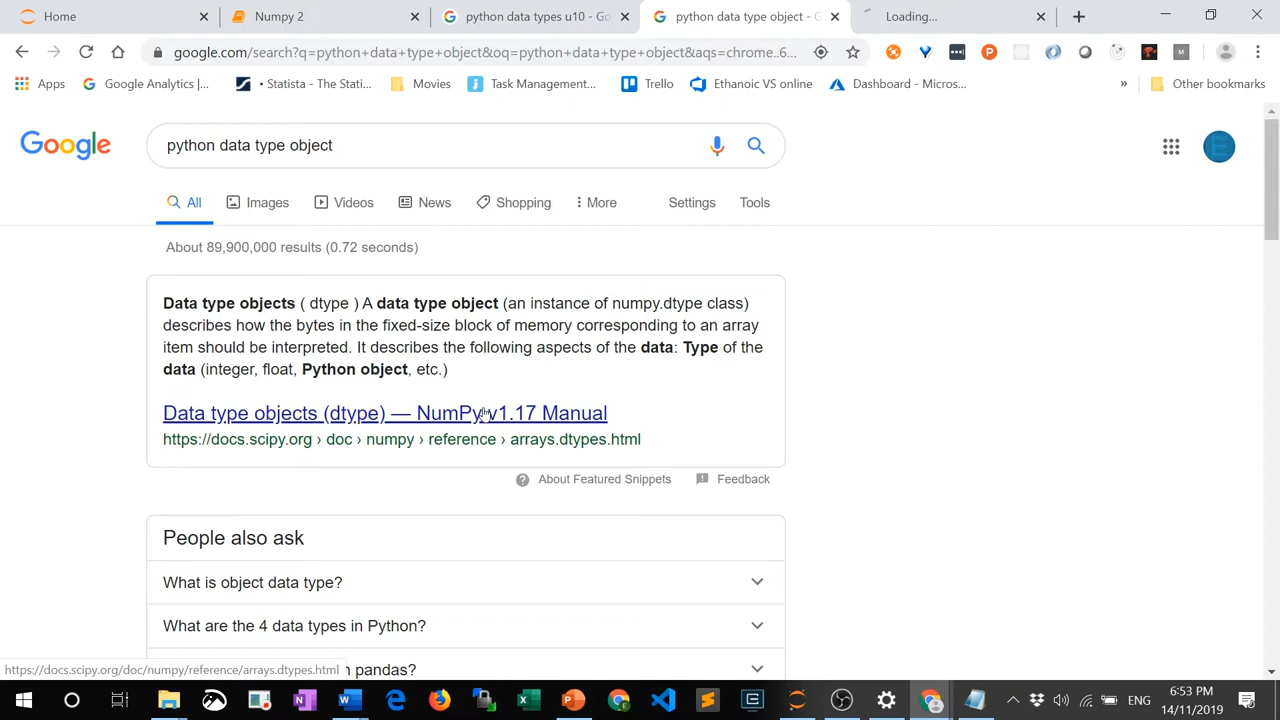 Home
Numpy 2
python data types u10 - Go
python data type object - G
Loading...
google.com/search?q=python+data+type+object&oq=python+data+type+object&aqs=chrome..6...
Apps
Google Analytics |...
• Statista - The Stati...
Movies
Task Management...
Trello
Ethanoic VS online
Dashboard - Micros...
»
Other bookmarks
Google
python data type object
E
All
Images
Videos
News
Shopping
More
Settings
Tools
About 89,900,000 results (0.72 seconds)
Data type objects ( dtype ) A data type object (an instance of numpy.dtype class)
describes how the bytes in the fixed-size block of memory corresponding to an array
item should be interpreted. It describes the following aspects of the data: Type of the
data (integer, float, Python object, etc.)
Data type objects (dtype) — NumPy v1.17 Manual
https://docs.scipy.org › doc › numpy › reference › arrays.dtypes.html
About Featured Snippets
Feedback
People also ask
What is object data type?
What are the 4 data types in Python?
n pandas?
https://docs.scipy.org/doc/numpy/reference/arrays.dtypes.html
ENG
6:53 PM
14/11/2019